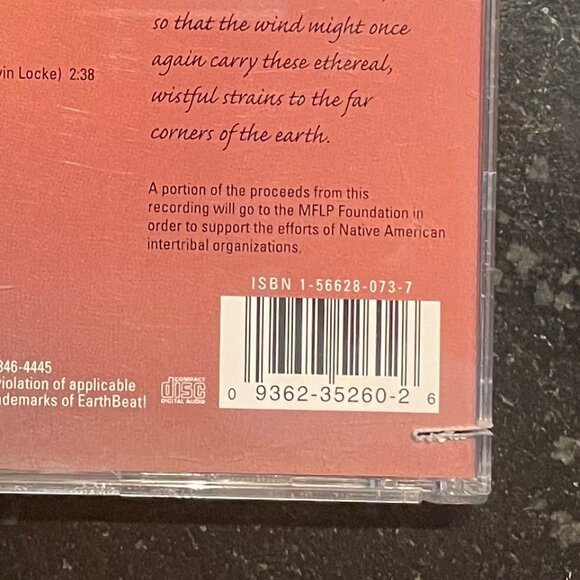 so that the wind might once
again carry these ethereal,
wistful strains to the far
corners of the earth.
vin Locke) 2:38
A portion of the proceeds from this
recording will go to the MFLP Foundation in
order to support the efforts of Native American
intertribal organizations.
ISBN 1-56628-073-7
0 9362-35260-2 6
346-4445
violation of applicable
demarks of EarthBeat!
COMPACT
disc
DIGITAL AUDIO